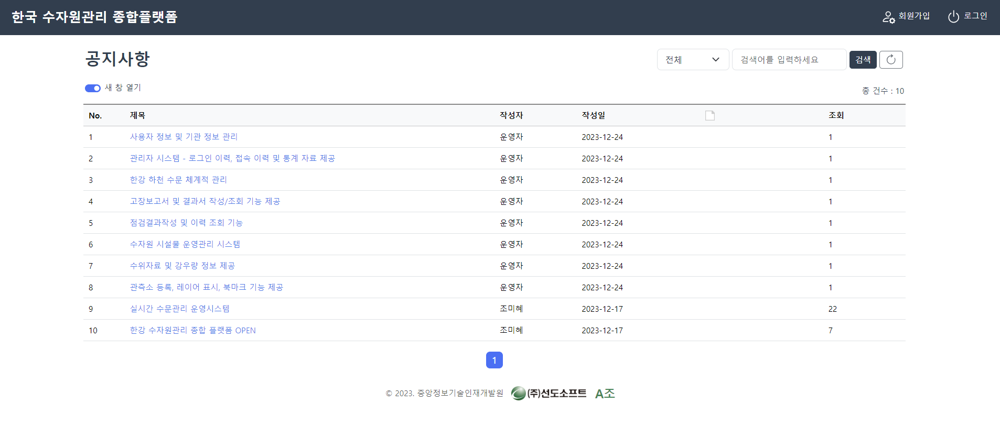 한국 수자원관리 종합플랫폼 회원가입 로그인
공지사항 전체 검색어를 입력하세요 검색
새 창 열기 총 건수 : 10
No. 제목 작성자 작성일 조회
1 사용자 정보 및 기관 정보 관리 운영자 2023-12-24 1
2 관리자 시스템 - 로그인 이력, 접속 이력 및 통계 자료 제공 운영자 2023-12-24 1
3 한강 하천 수문 체계적 관리 운영자 2023-12-24 1
4 고장보고서 및 결과서 작성/조회 기능 제공 운영자 2023-12-24 1
5 점검결과작성 및 이력 조회 기능 운영자 2023-12-24 1
6 수자원 시설물 운영관리 시스템 운영자 2023-12-24 1
7 수위자료 및 강우량 정보 제공 운영자 2023-12-24 1
8 관측소 등록, 레이어 표시, 북마크 기능 제공 운영자 2023-12-24 1
9 실시간 수문관리 운영시스템 조미혜 2023-12-17 22
10 한강 수자원관리 종합 플랫폼 OPEN 조미혜 2023-12-17 7
1
© 2023. 중앙정보기술인재개발원 (주)선도소프트 A조